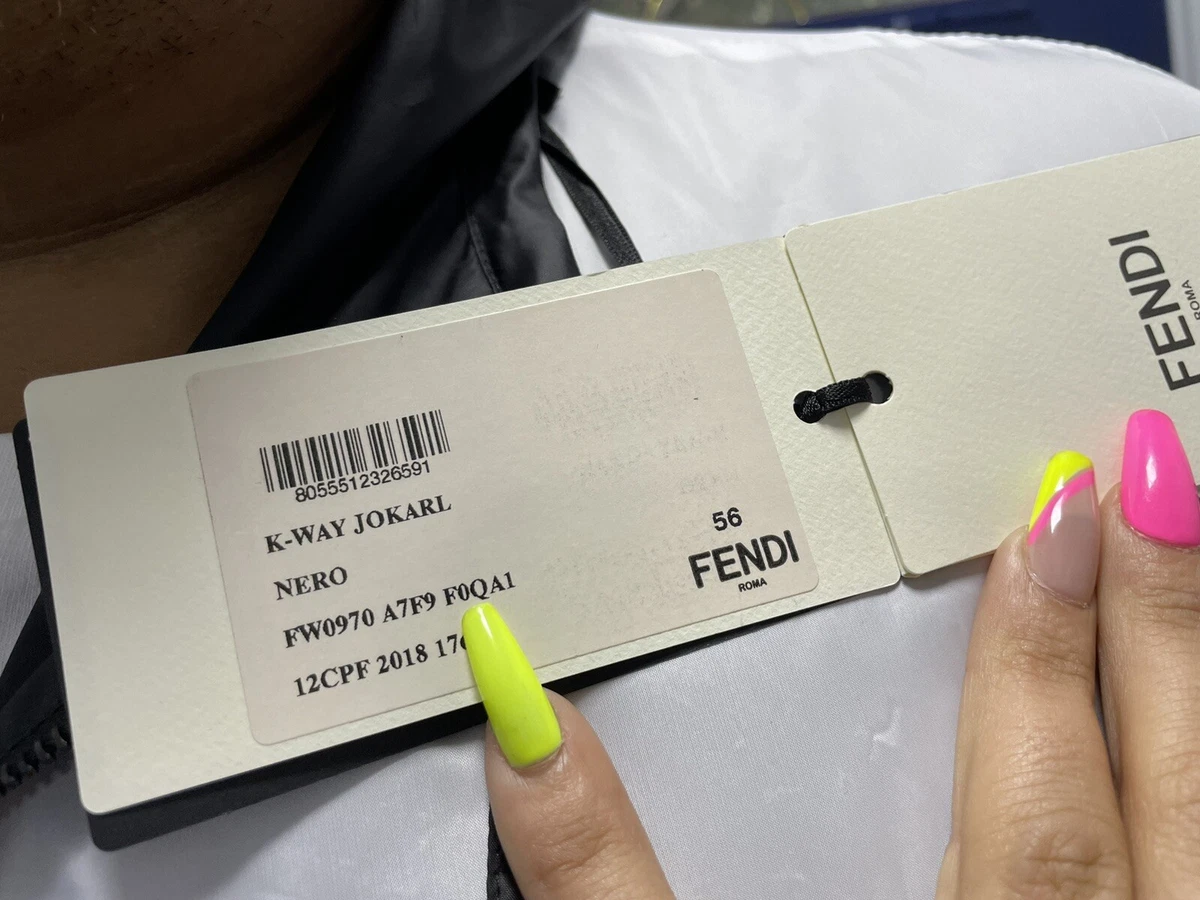 8055512326591
K-WAY JOKARL
NERO
FW0970 A7F9 F0QA1
12CPF 2018
56
FENDI
ROMA
FENDI
ROMA